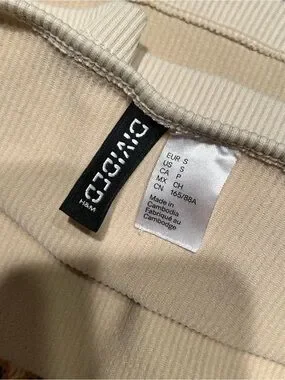 DIVIDED
H&M
EUR S
US S
CA P
MX CH
CN 165/88A
Made in
Cambodia
Fabriqué au
Cambodge